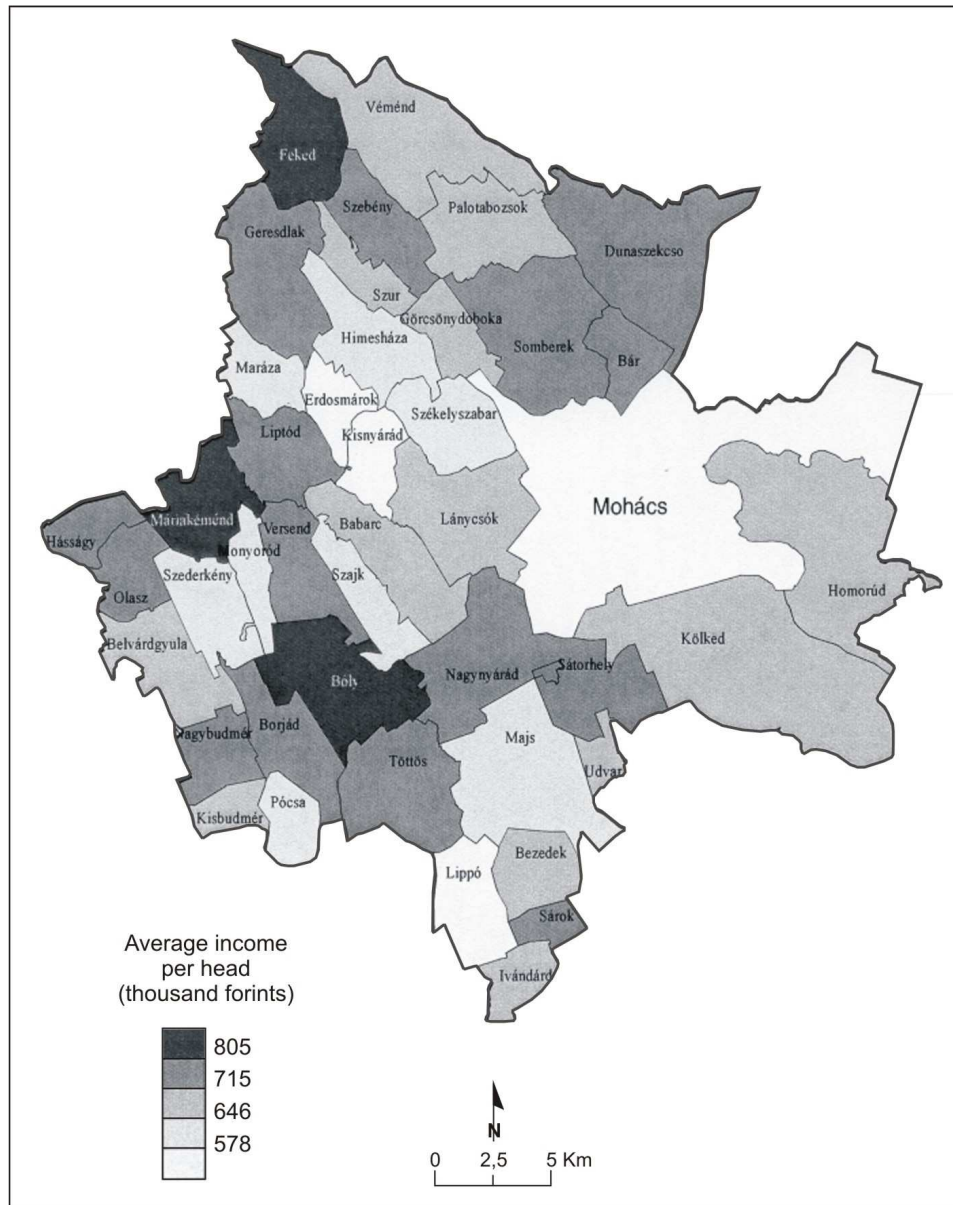 Véménd
Feked
Szebény
Palotabozsok
Geresdlak
Dunaszekcso
Szur
Görcsönydoboka
Himesháza
Somberek
Bár
Maráza
Erdosmárok
Székelyszabar
Liptód
Kisnyárád
Mohács
Máriakéménd
Lánycsók
Versend
Babarc
Hásságy
Monyoród
Szederkény
Szajk
Olasz
Homorúd
Belvárdgyula
Kölked
Sátorhely
Nagynyárád
Bóly
Borjád
Nagybudmér
Majs
Töttös
Udvar
Pócsa
Kisbudmér
Bezedek
Lippó
Sárok
Ivándárd
Average income
per head
(thousand forints)
805
715
646
578
N
0 2,5 5 Km